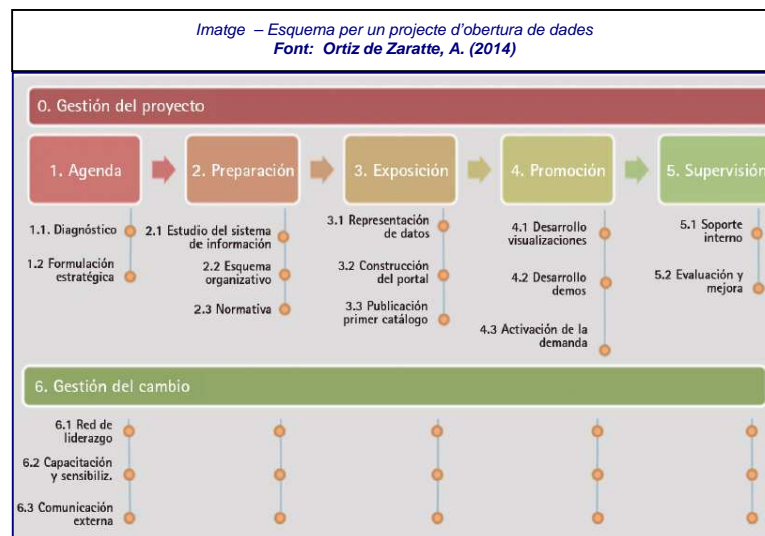 Imatge – Esquema per un projecte d'obertura de dades
Font: Ortiz de Zaratte, A. (2014)
0. Gestión del proyecto
1. Agenda
2. Preparación
3. Exposición
4. Promoción
5. Supervisión
1.1. Diagnóstico
1.2 Formulación
estratégica
2.1 Estudio del sistema
de información
2.2 Esquema
organizativo
2.3 Normativa
3.1 Representación
de datos
3.2 Construcción
del portal
3.3 Publicación
primer catálogo
4.1 Desarrollo
visualizaciones
4.2 Desarrollo
demos
4.3 Activación de la
demanda
5.1 Soporte
interno
5.2 Evaluación y
mejora
6. Gestión del cambio
6.1 Red de
liderazgo
6.2 Capacitación
y sensibiliz.
6.3 Comunicación
externa